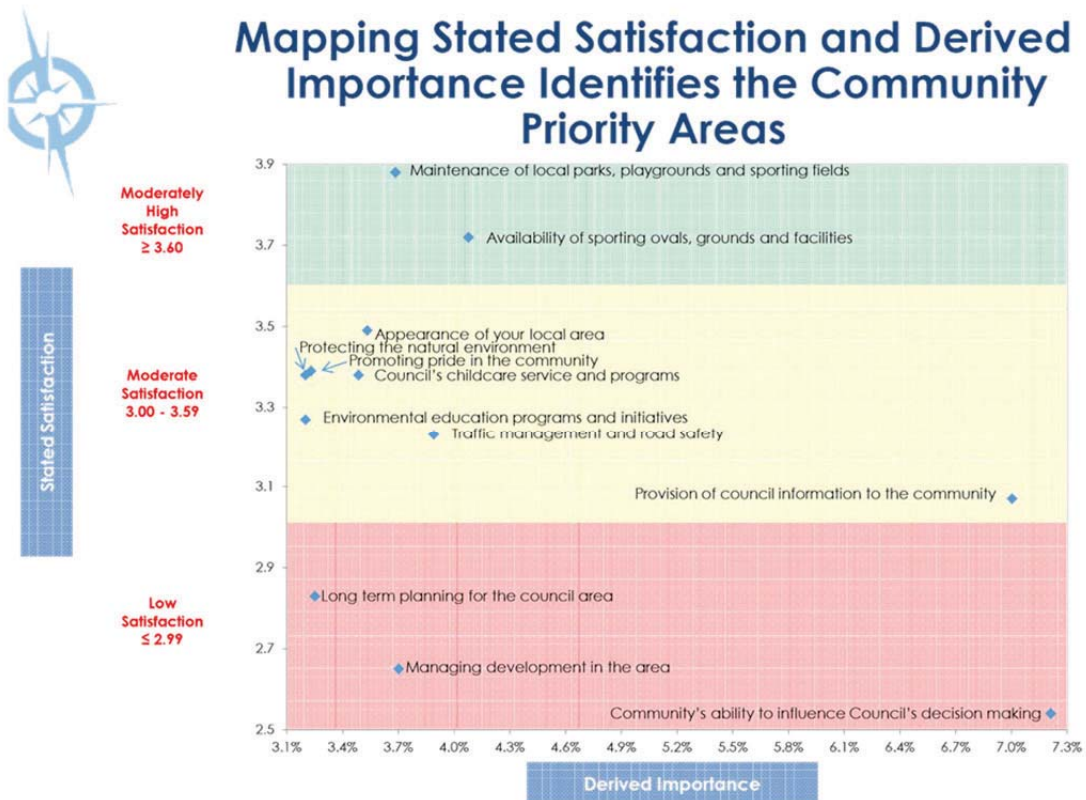 Mapping Stated Satisfaction and Derived
Importance Identifies the Community
Priority Areas
3.9
Maintenance of local parks, playgrounds and sporting fields
Moderately
High
Satisfaction
≥ 3.60
3.7
Availability of sporting ovals, grounds and facilities
3.5
Appearance of your local area
Protecting the natural environment
Promoting pride in the community
Council's childcare service and programs
Moderate
Satisfaction
3.00 - 3.59
3.3
Environmental education programs and initiatives
Traffic management and road safety
Stated Satisfaction
3.1
Provision of council information to the community
2.9
Long term planning for the council area
Low
Satisfaction
≤ 2.99
2.7
Managing development in the area
Community's ability to influence Council's decision making
2.5
3.1% 3.4% 3.7% 4.0% 4.3% 4.6% 4.9% 5.2% 5.5% 5.8% 6.1% 6.4% 6.7% 7.0% 7.3%
Derived Importance